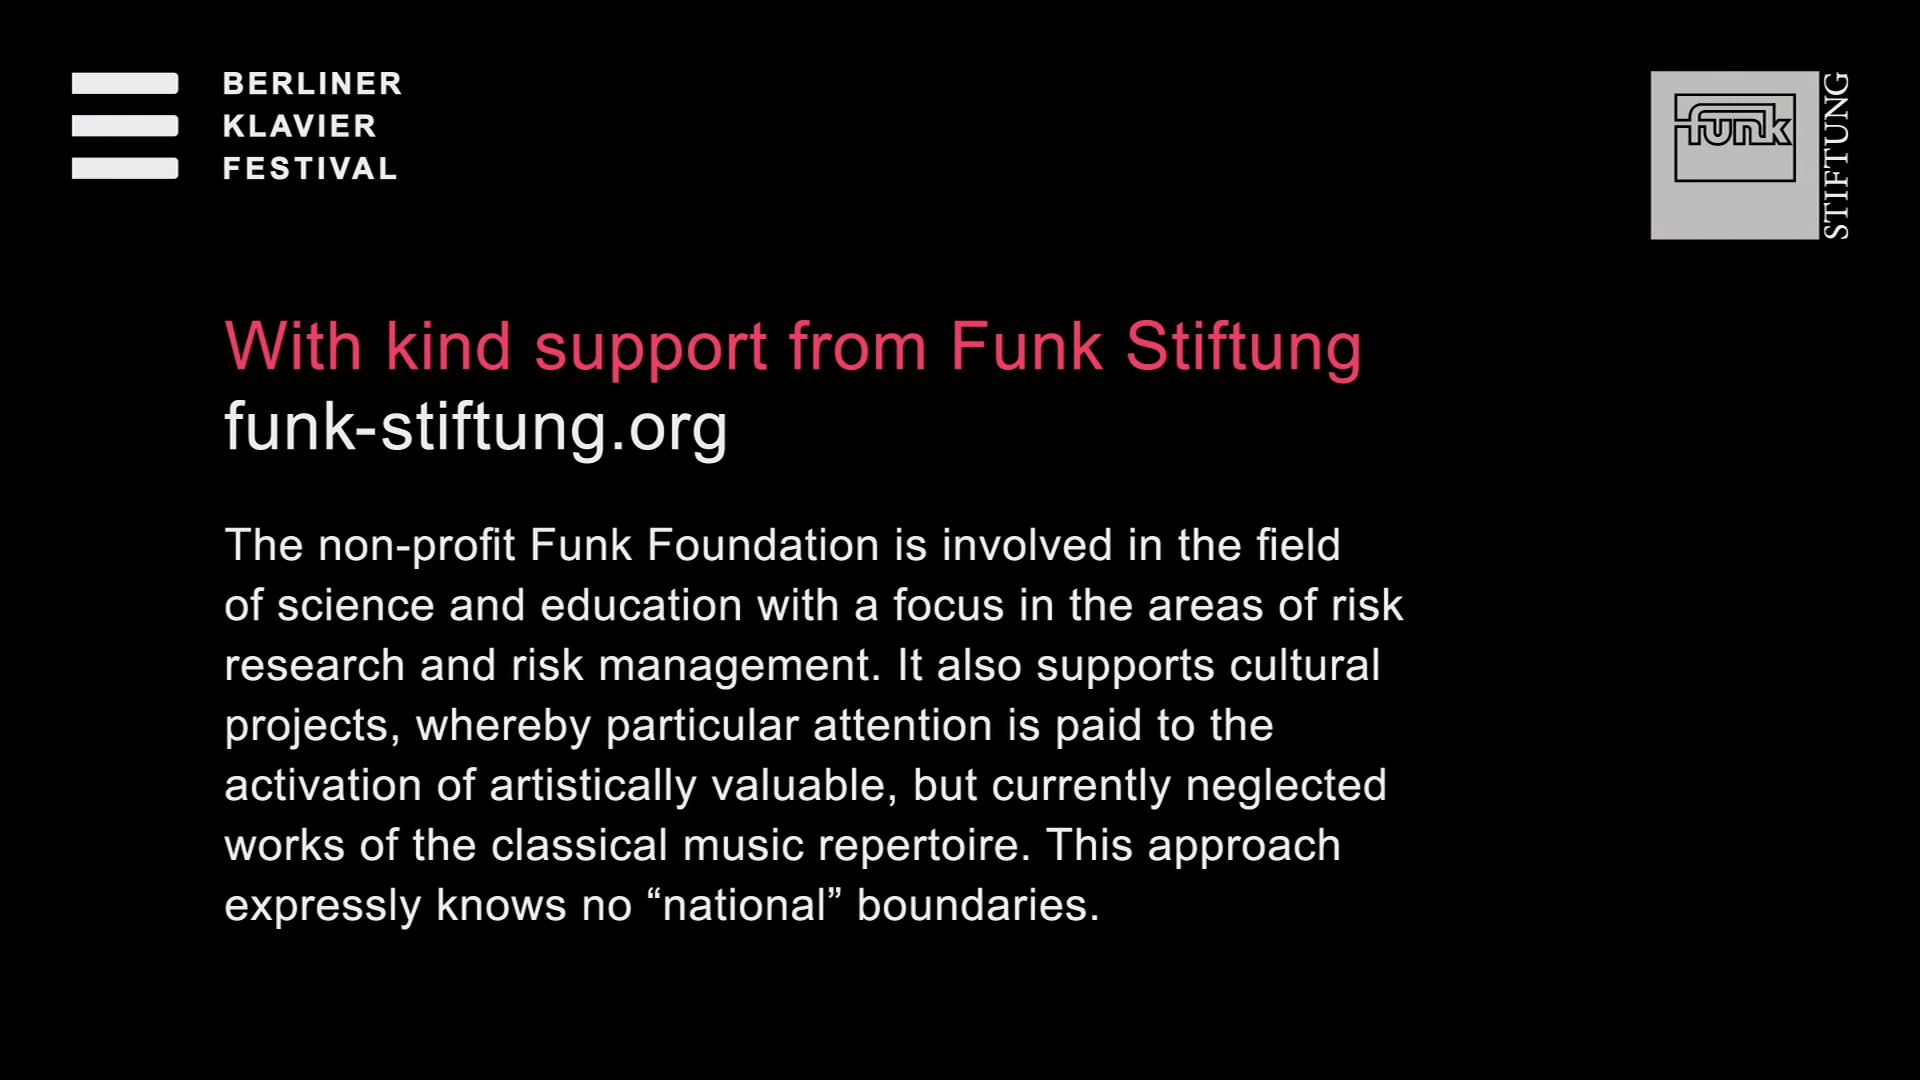 BERLINER
KLAVIER
FESTIVAL
funk
STIFTUNG
With kind support from Funk Stiftung
funk-stiftung.org
The non-profit Funk Foundation is involved in the field
of science and education with a focus in the areas of risk
research and risk management. It also supports cultural
projects, whereby particular attention is paid to the
activation of artistically valuable, but currently neglected
works of the classical music repertoire. This approach
expressly knows no “national” boundaries.